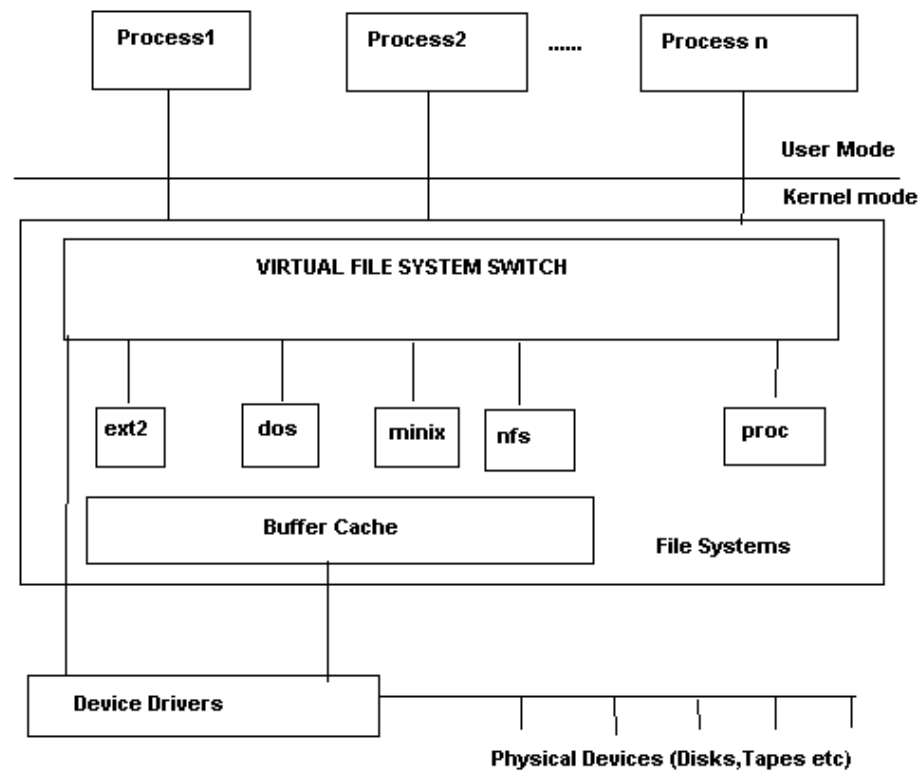 Process1
Process2
......
Process n
User Mode
Kernel mode
VIRTUAL FILE SYSTEM SWITCH
ext2
dos
minix
nfs
proc
Buffer Cache
File Systems
Device Drivers
Physical Devices (Disks,Tapes etc)